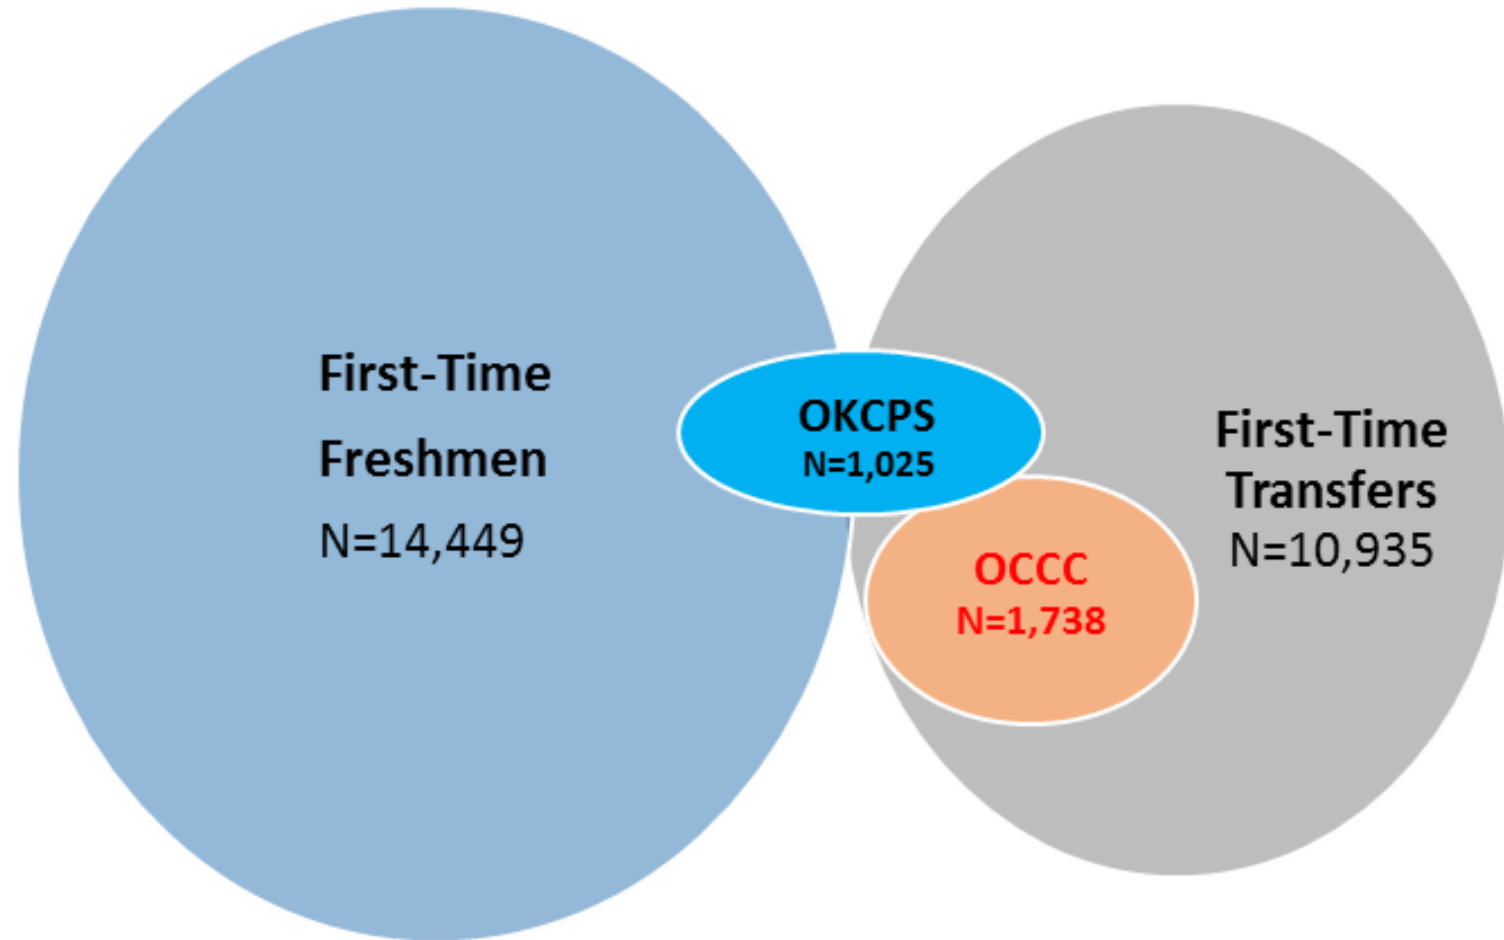 First-Time
Freshmen
N=14,449
OKCPS
N=1,025
OCCC
N=1,738
First-Time
Transfers
N=10,935